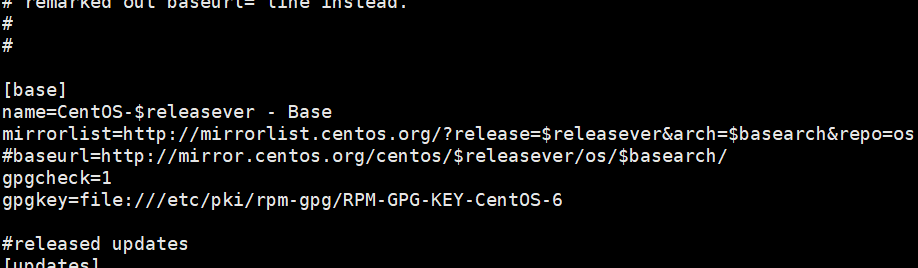 # remarked out baseurl= line instead.
#
#

[base]
name=CentOS-$releasever - Base
mirrorlist=http://mirrorlist.centos.org/?release=$releasever&arch=$basearch&repo=os
#baseurl=http://mirror.centos.org/centos/$releasever/os/$basearch/
gpgcheck=1
gpgkey=file:///etc/pki/rpm-gpg/RPM-GPG-KEY-CentOS-6

#released updates
[updates]